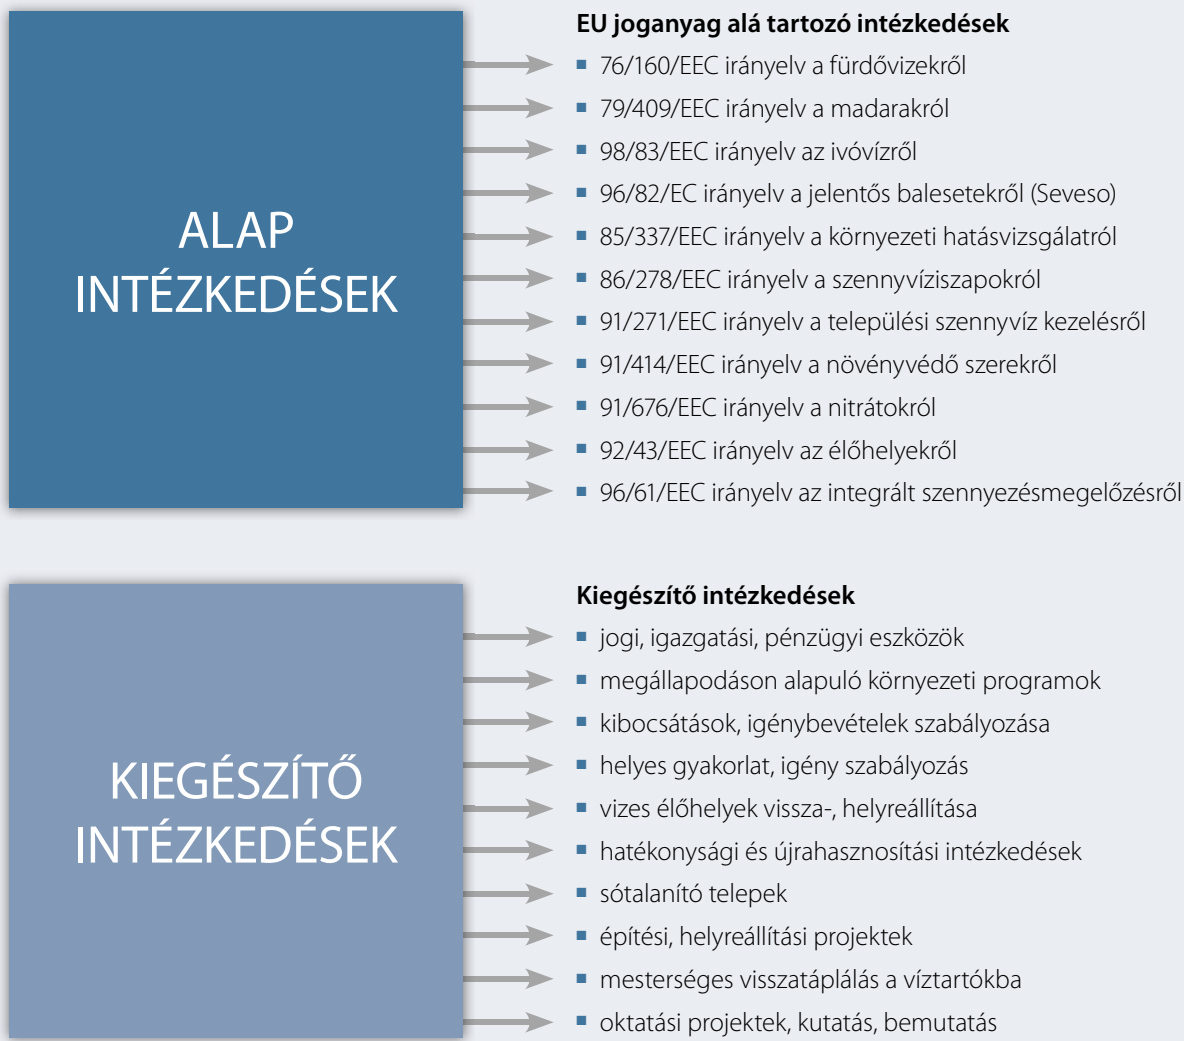 ALAP
INTÉZKEDÉSEK
EU joganyag alá tartozó intézkedések
▪ 76/160/EEC irányelv a fürdővizekről
▪ 79/409/EEC irányelv a madarakról
▪ 98/83/EEC irányelv az ivóvízről
▪ 96/82/EC irányelv a jelentős balesetekről (Seveso)
▪ 85/337/EEC irányelv a környezeti hatásvizsgálatról
▪ 86/278/EEC irányelv a szennyvíziszapokról
▪ 91/271/EEC irányelv a települési szennyvíz kezelésről
▪ 91/414/EEC irányelv a növényvédő szerekről
▪ 91/676/EEC irányelv a nitrátokról
▪ 92/43/EEC irányelv az élőhelyekről
▪ 96/61/EEC irányelv az integrált szennyezésmegelőzésről
KIEGÉSZÍTŐ
INTÉZKEDÉSEK
Kiegészítő intézkedések
▪ jogi, igazgatási, pénzügyi eszközök
▪ megállapodáson alapuló környezeti programok
▪ kibocsátások, igénybevételek szabályozása
▪ helyes gyakorlat, igény szabályozás
▪ vizes élőhelyek vissza-, helyreállítása
▪ hatékonysági és újrahasznosítási intézkedések
▪ sótalanító telepek
▪ építési, helyreállítási projektek
▪ mesterséges visszatáplálás a víztartókba
▪ oktatási projektek, kutatás, bemutatás